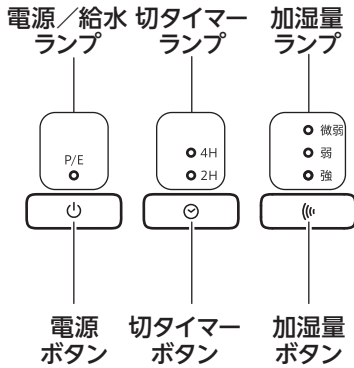 電源／給水 切タイマー 加湿量
ランプ ランプ ランプ
P/E
4H
2H
微弱
弱
強
電源 切タイマー 加湿量
ボタン ボタン ボタン